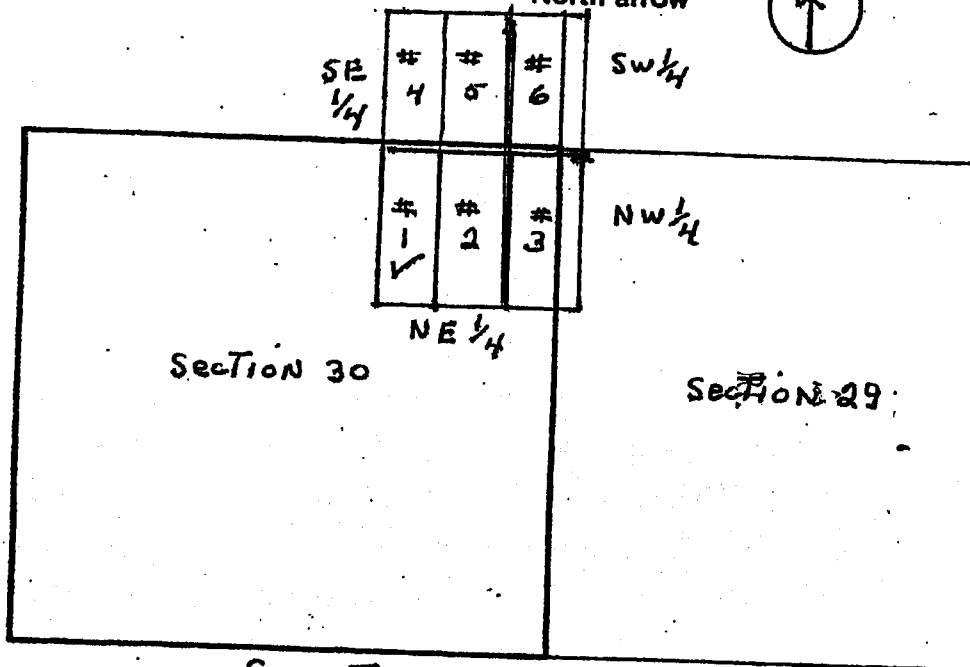 North arrow
SE
1/4
#
4
#
5
#
6
SW 1/4
#
1
✓
#
2
#
3
NW 1/4
NE 1/4
SECTION 30
SECTION 29